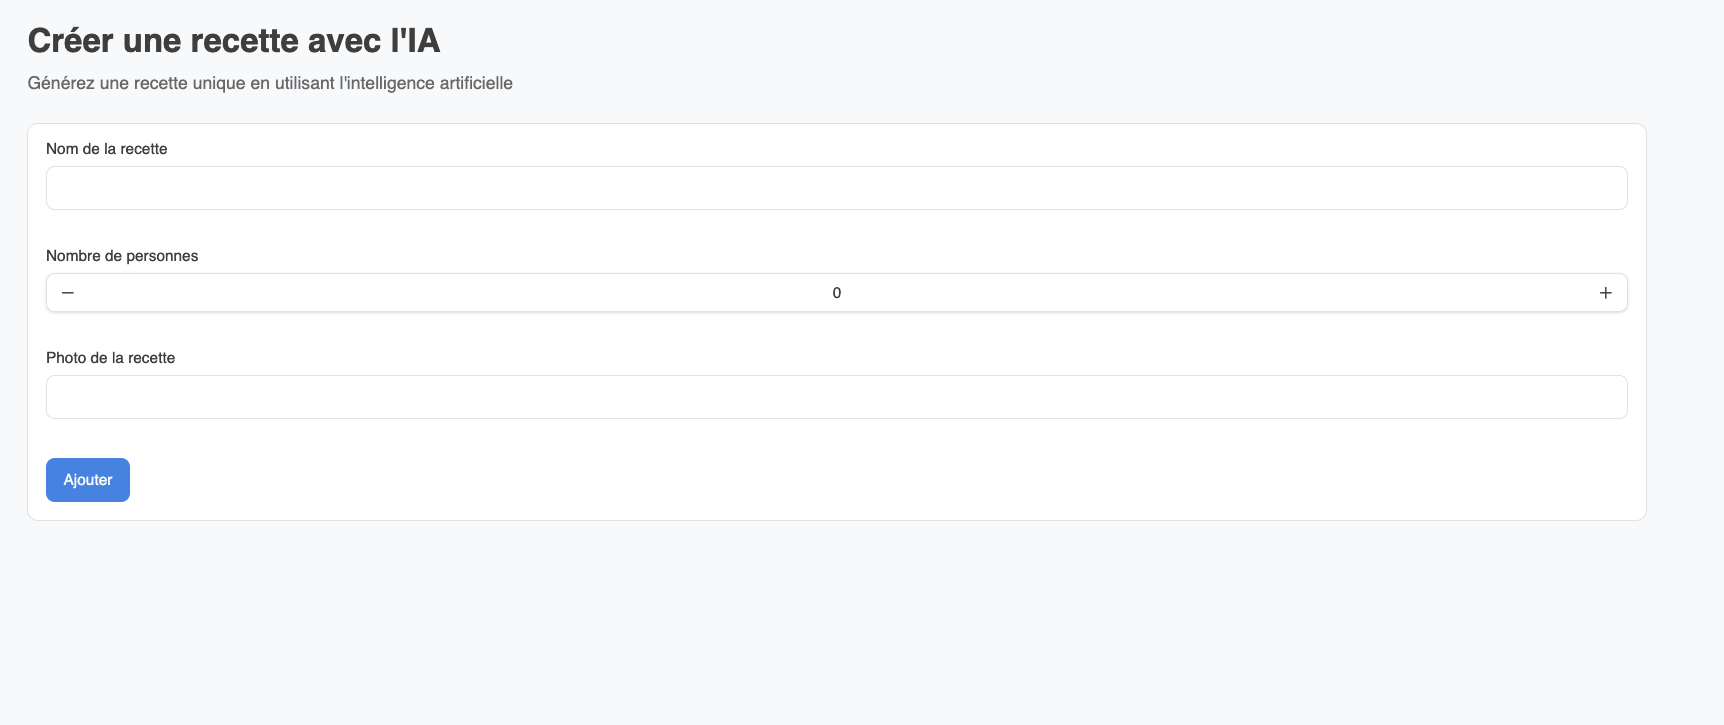 Créer une recette avec l'IA
Générez une recette unique en utilisant l'intelligence artificielle
Nom de la recette
Nombre de personnes
0
Photo de la recette
Ajouter